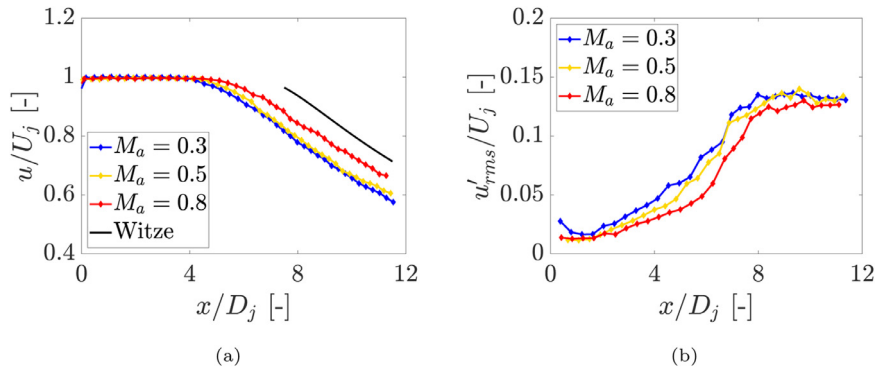 1.2
1
0.8
0.6
0.4
u/U_j [-]
M_a = 0.3
M_a = 0.5
M_a = 0.8
Witze
0 4 8 12
x/D_j [-]
(a)
0.2
0.15
0.1
0.05
0
u'_{rms}/U_j [-]
M_a = 0.3
M_a = 0.5
M_a = 0.8
0 4 8 12
x/D_j [-]
(b)